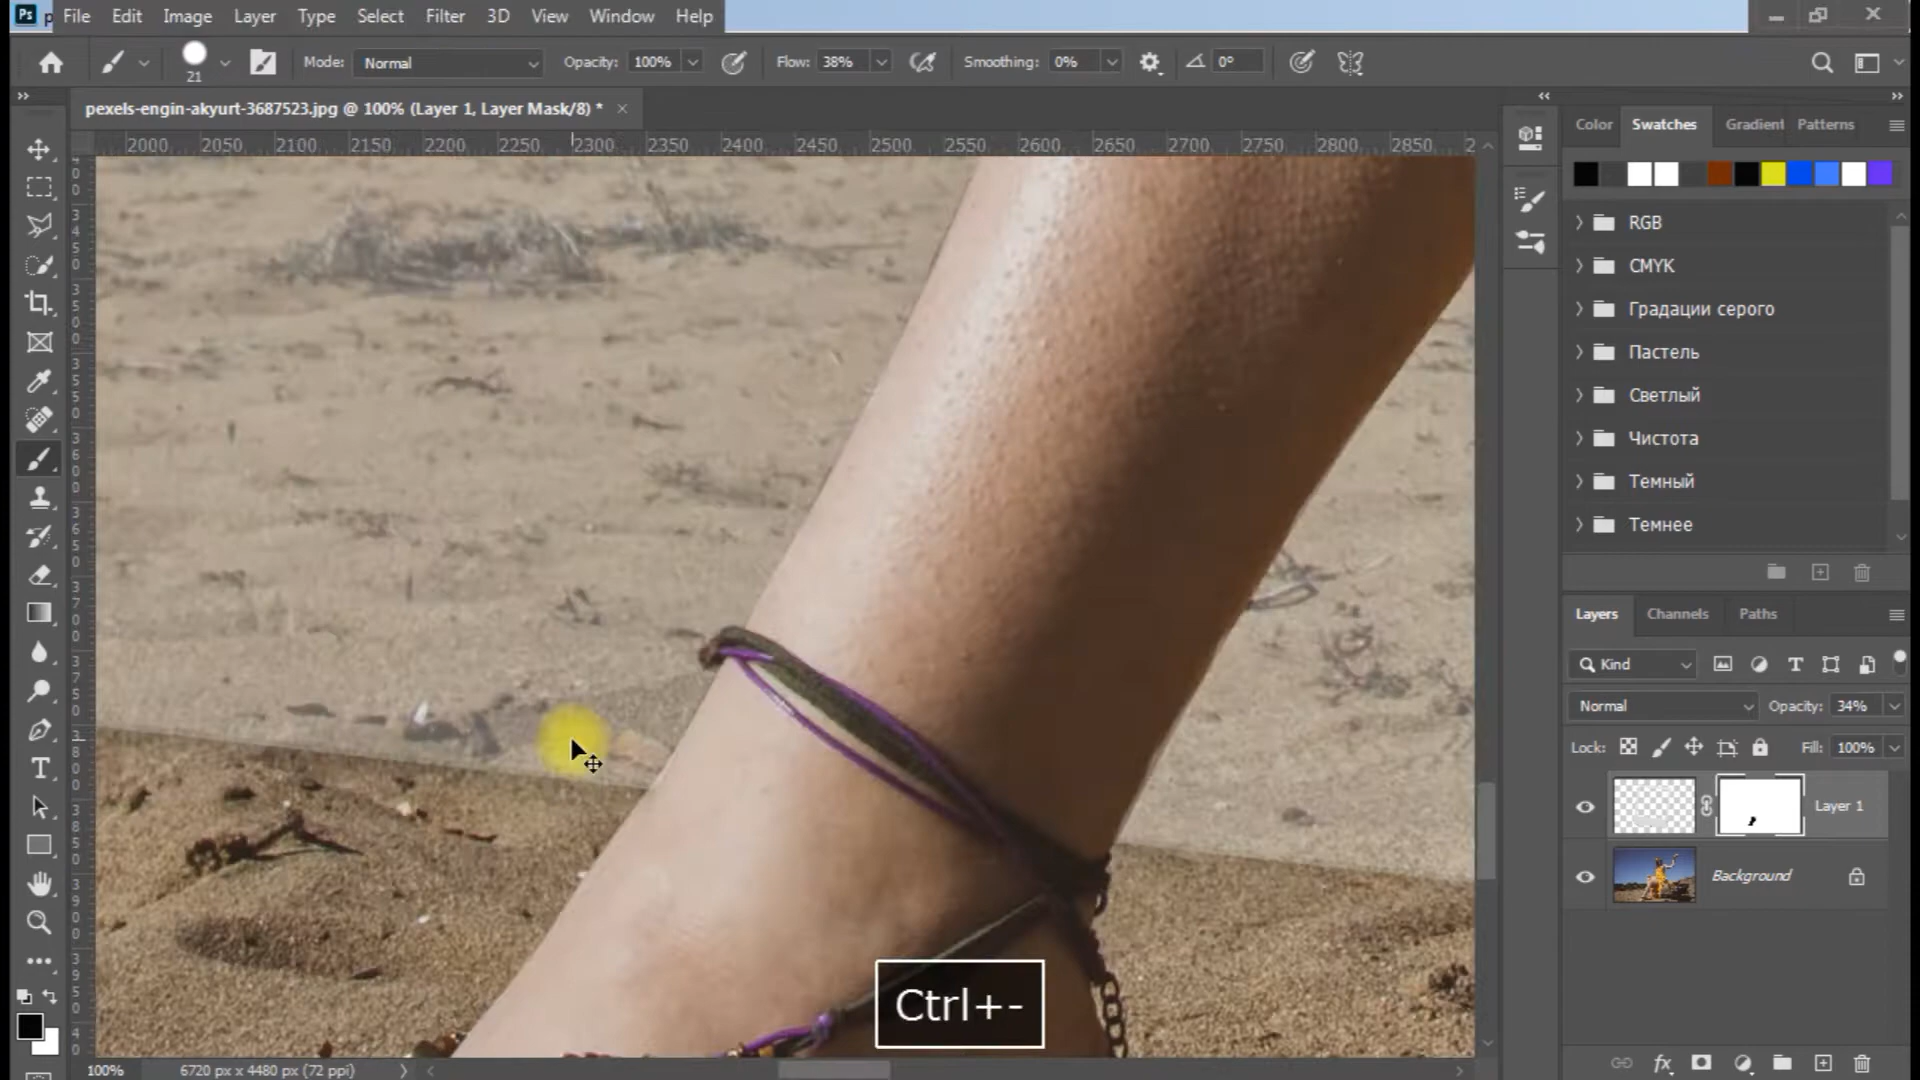 Ps p File Edit Image Layer Type Select Filter 3D View Window Help
21 Mode: Normal Opacity: 100% Flow: 38% Smoothing: 0% 0°
pexels-engin-akyurt-3687523.jpg @ 100% (Layer 1, Layer Mask/8) *
2000 2050 2100 2150 2200 2250 2300 2350 2400 2450 2500 2550 2600 2650 2700 2750 2800 2850 2
Color Swatches Gradient Patterns
RGB
CMYK
Градации серого
Пастель
Светлый
Чистота
Темный
Темнее
Layers Channels Paths
Kind
Normal Opacity: 34%
Lock: Fill: 100%
Layer 1
Background
Ctrl+-
100% 6720 px x 4480 px (72 ppi)